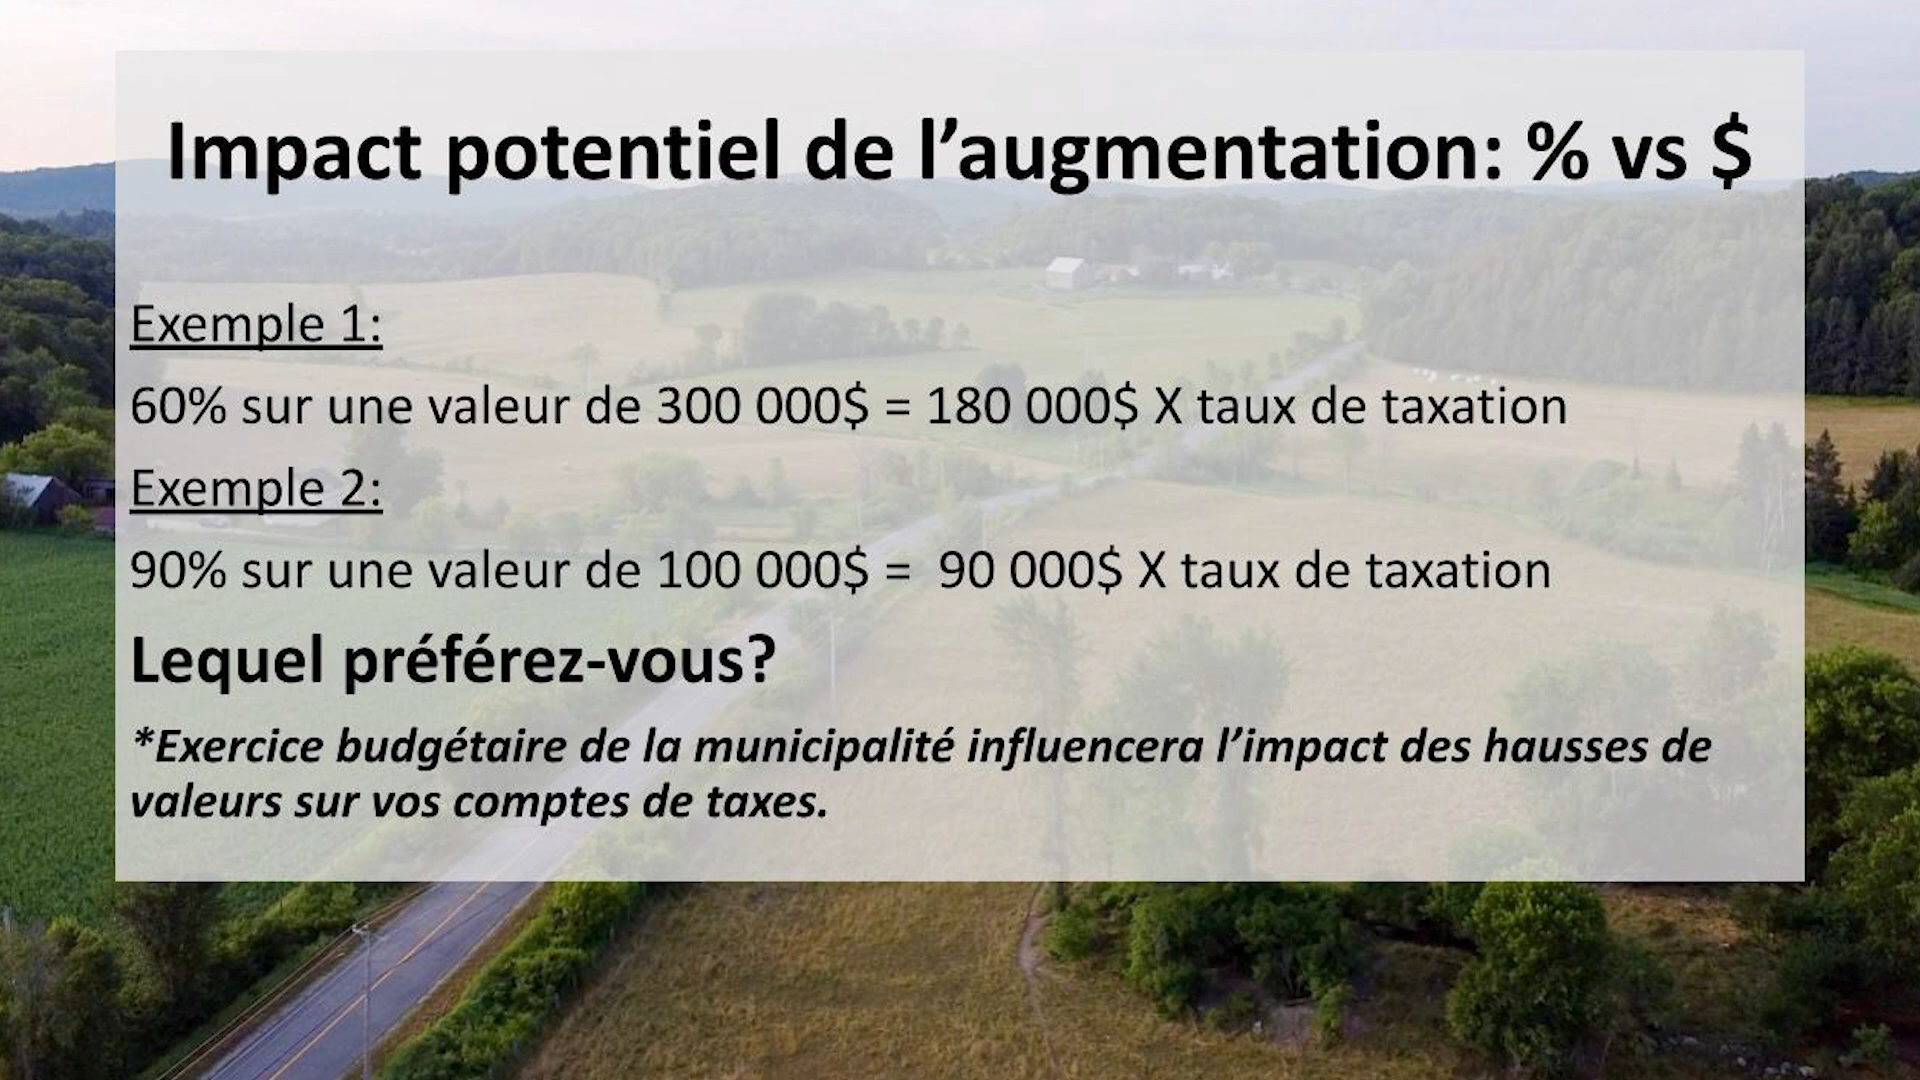 Impact potentiel de l’augmentation: % vs $
Exemple 1:
60% sur une valeur de 300 000$ = 180 000$ X taux de taxation
Exemple 2:
90% sur une valeur de 100 000$ =  90 000$ X taux de taxation
Lequel préférez-vous?
*Exercice budgétaire de la municipalité influencera l’impact des hausses de
valeurs sur vos comptes de taxes.